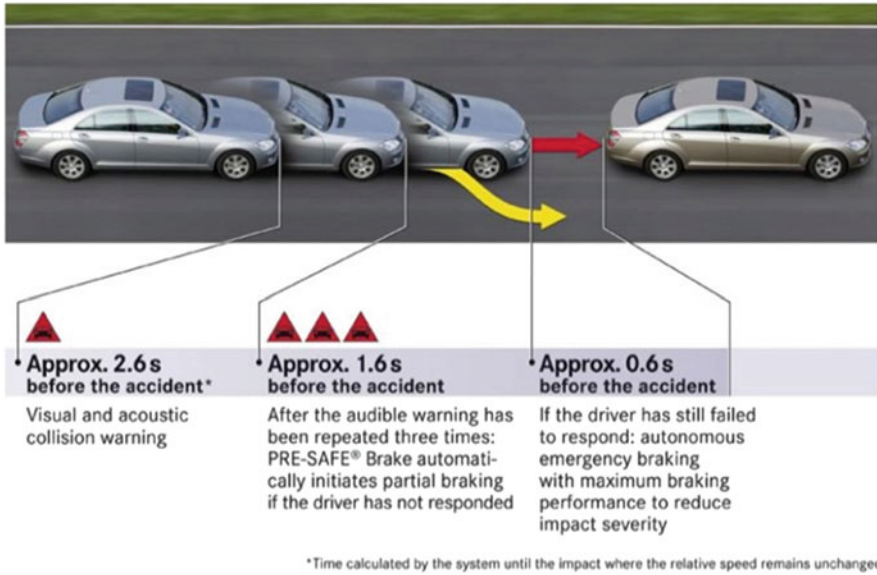 Approx. 2.6 s
before the accident*
Visual and acoustic
collision warning
Approx. 1.6 s
before the accident
After the audible warning has
been repeated three times:
PRE-SAFE® Brake automati-
cally initiates partial braking
if the driver has not responded
Approx. 0.6 s
before the accident
If the driver has still failed
to respond: autonomous
emergency braking
with maximum braking
performance to reduce
impact severity
*Time calculated by the system until the impact where the relative speed remains unchanged